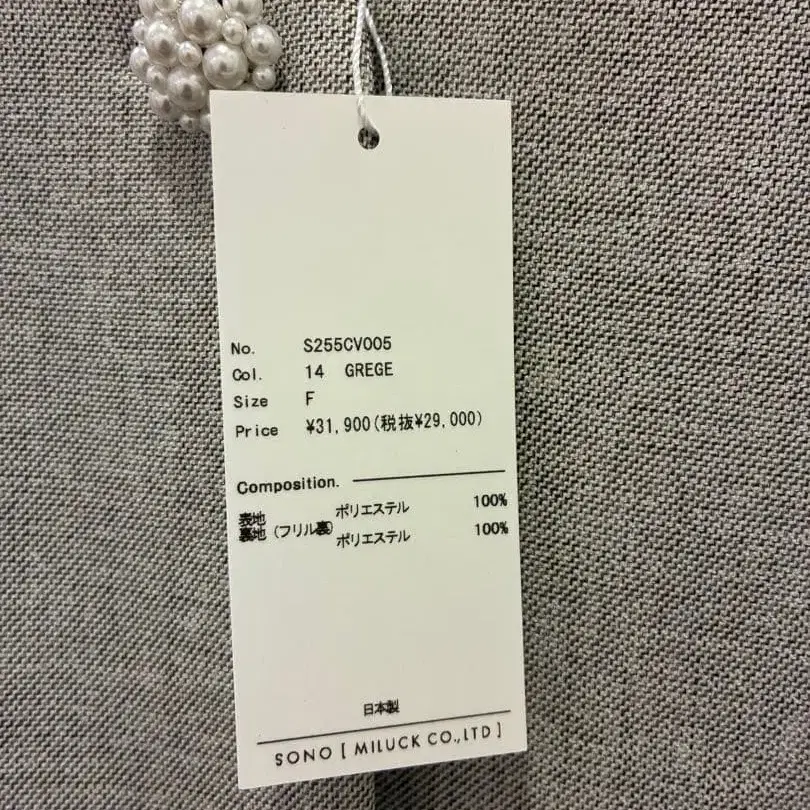 No. S255CV005
Col. 14 GREGE
Size F
Price ¥31,900(税抜¥29,000)
Composition.
表地 ポリエステル 100%
裏地(フリル裏) ポリエステル 100%
日本製
SONO [ MILUCK CO.,LTD ]